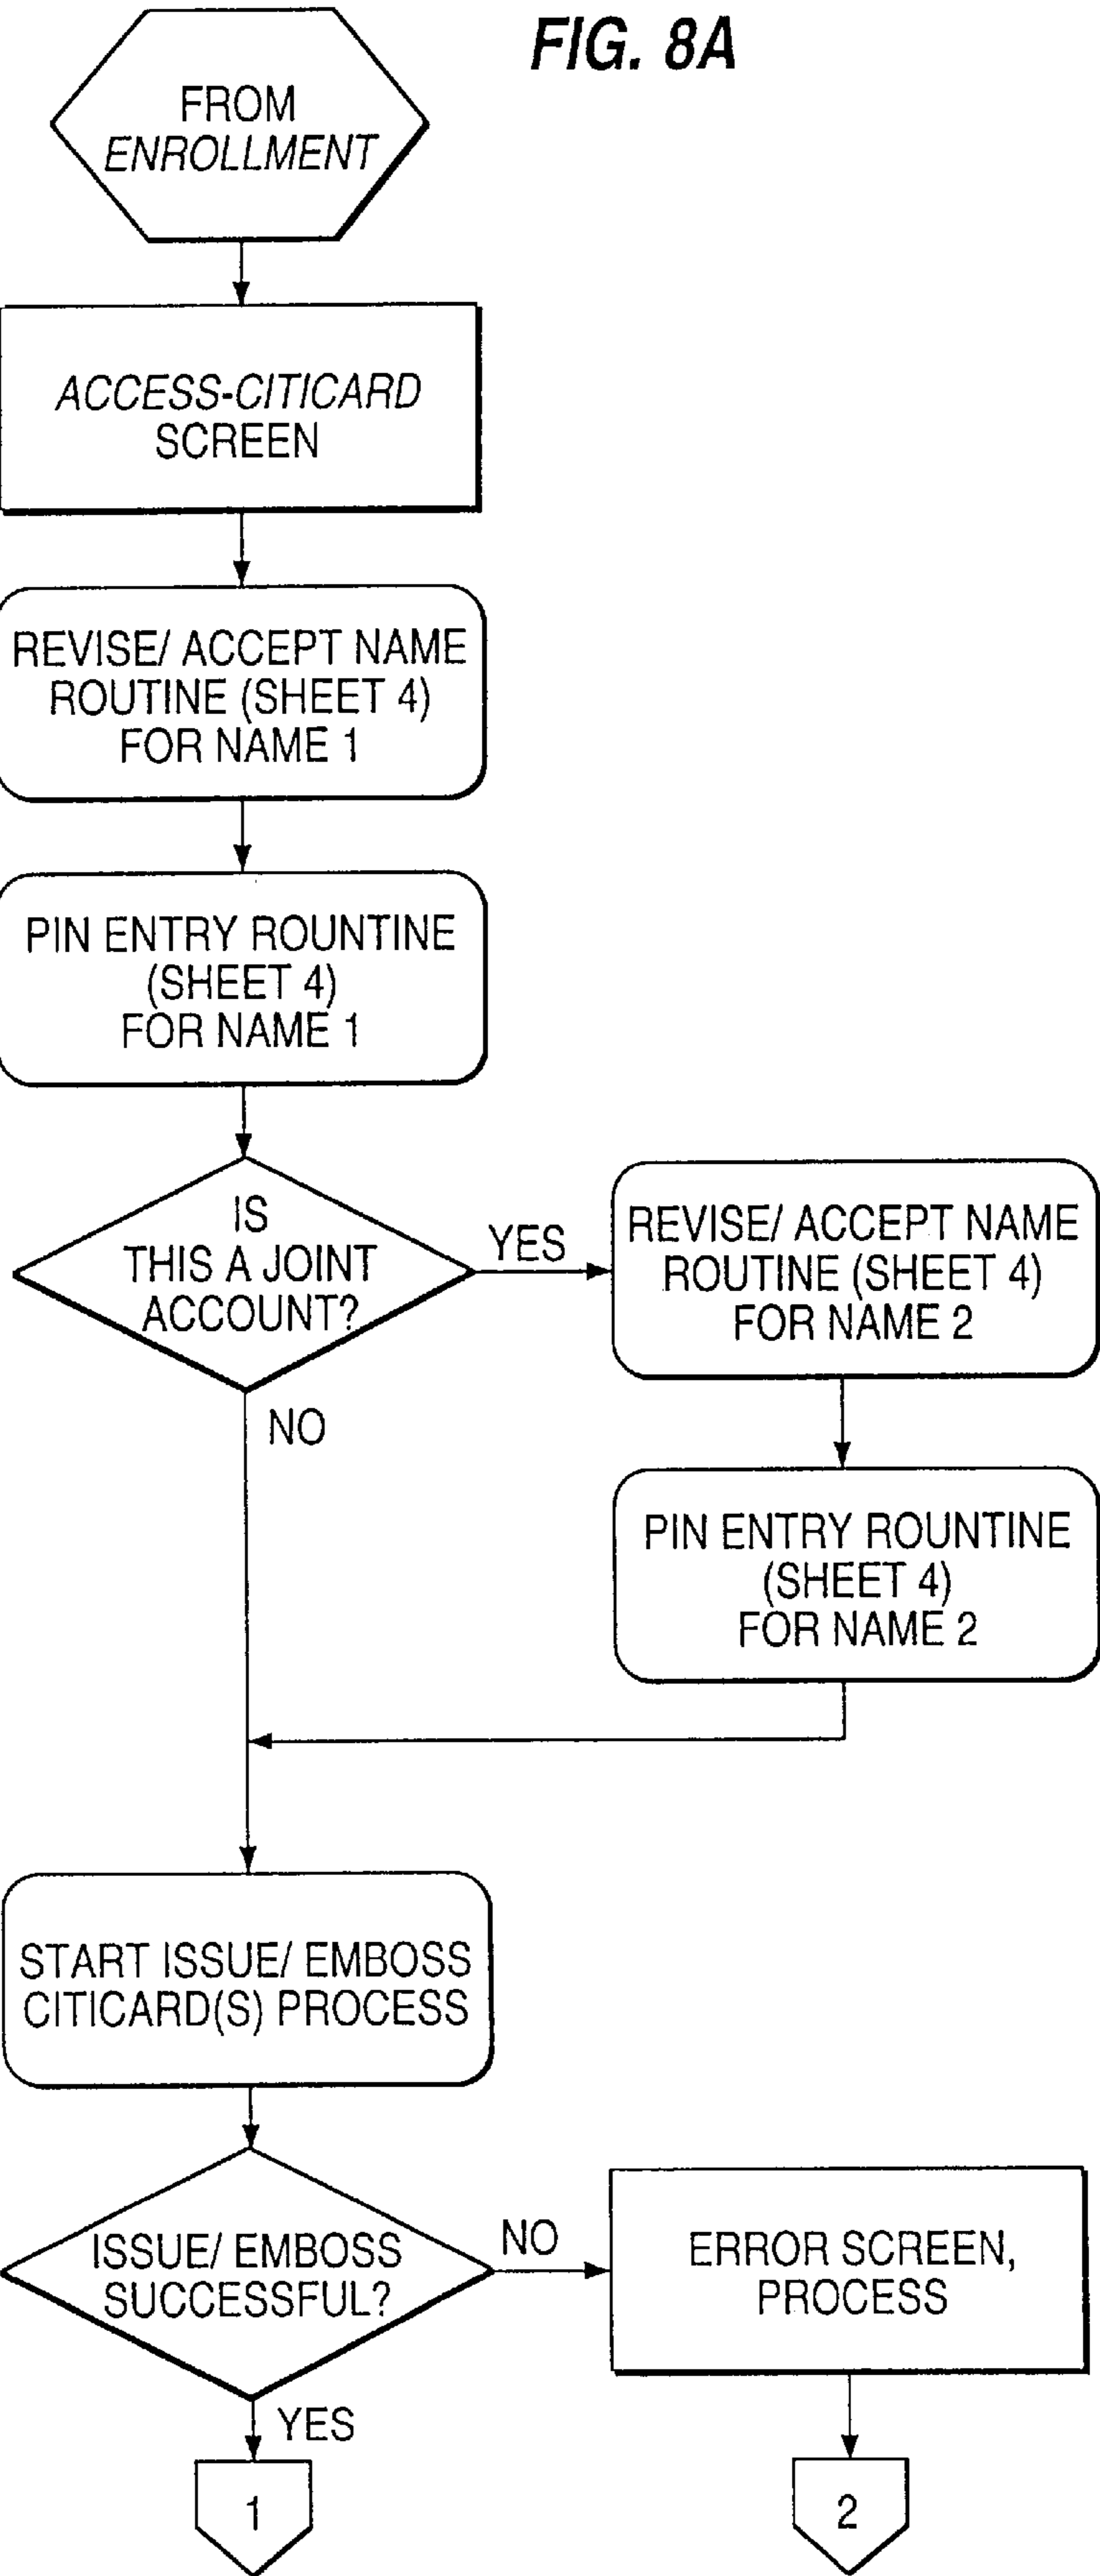 FIG. 8A
FROM
ENROLLMENT
ACCESS-CITICARD
SCREEN
REVISE/ ACCEPT NAME
ROUTINE (SHEET 4)
FOR NAME 1
PIN ENTRY ROUNTINE
(SHEET 4)
FOR NAME 1
IS
THIS A JOINT
ACCOUNT?
YES
REVISE/ ACCEPT NAME
ROUTINE (SHEET 4)
FOR NAME 2
NO
PIN ENTRY ROUNTINE
(SHEET 4)
FOR NAME 2
START ISSUE/ EMBOSS
CITICARD(S) PROCESS
ISSUE/ EMBOSS
SUCCESSFUL?
NO
ERROR SCREEN,
PROCESS
YES
1
2